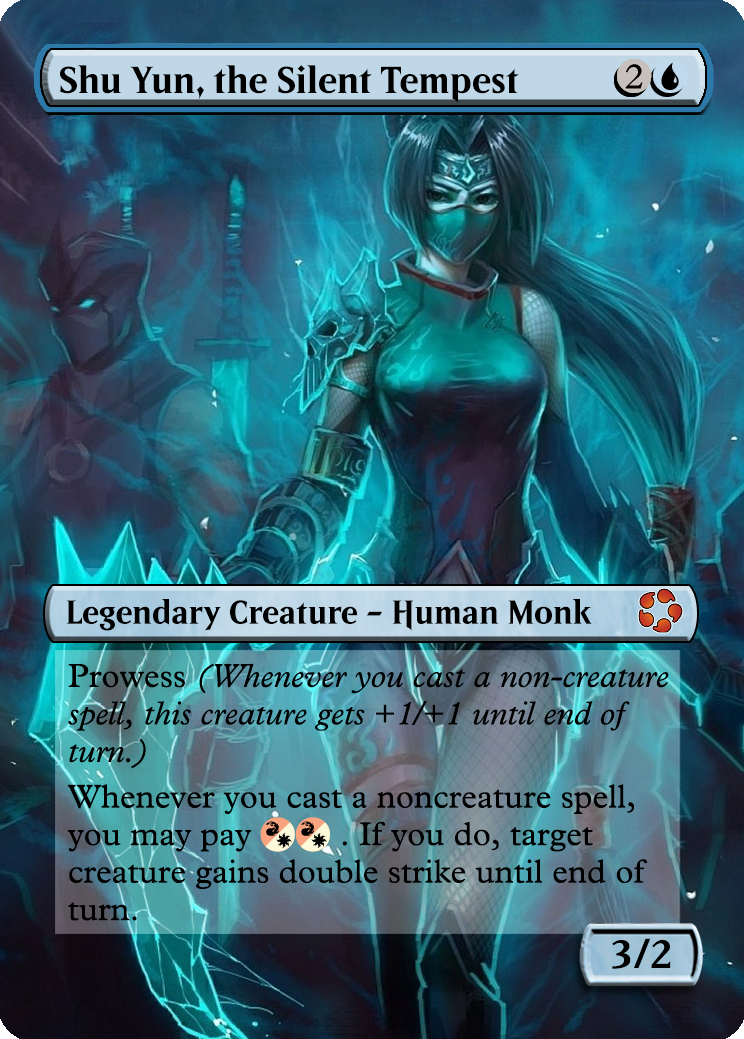 Shu Yun, the Silent Tempest 2
Legendary Creature – Human Monk
Prowess (Whenever you cast a non-creature
spell, this creature gets +1/+1 until end of
turn.)
Whenever you cast a noncreature spell,
you may pay . If you do, target
creature gains double strike until end of
turn.
3/2